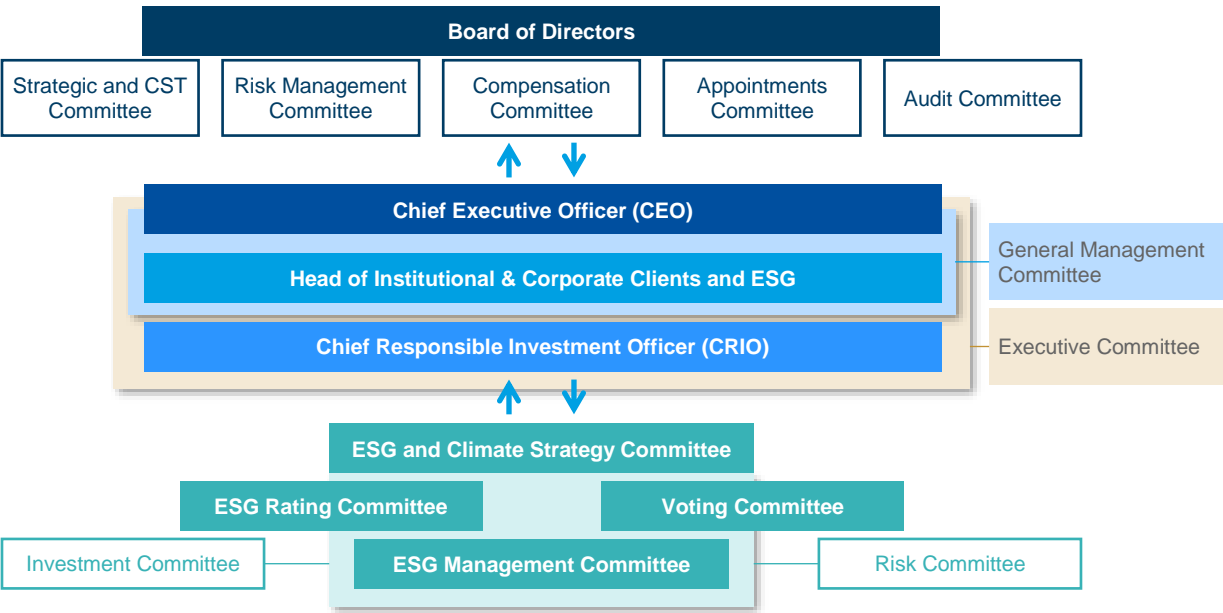 Board of Directors
Strategic and CST
Committee
Risk Management
Committee
Compensation
Committee
Appointments
Committee
Audit Committee
Chief Executive Officer (CEO)
Head of Institutional & Corporate Clients and ESG
General Management
Committee
Chief Responsible Investment Officer (CRIO)
Executive Committee
ESG and Climate Strategy Committee
ESG Rating Committee
Voting Committee
Investment Committee
ESG Management Committee
Risk Committee